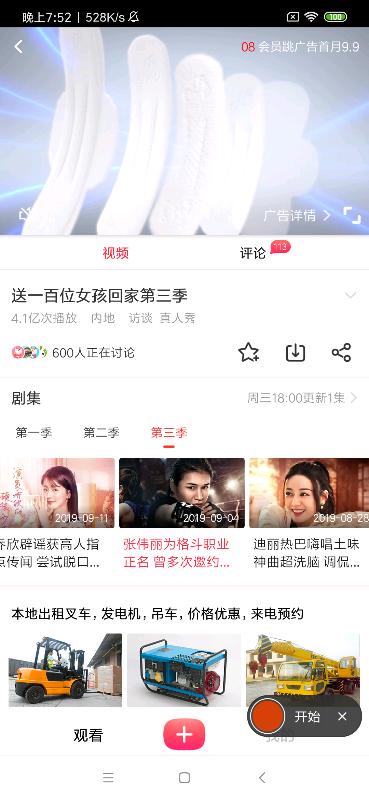 晚上7:52 | 528K/s
100
08 会员跳广告首月9.9
广告详情
视频
评论
113
送一百位女孩回家第三季
4.1亿次播放 内地 访谈 真人秀
600人正在讨论
剧集
周三18:00更新1集
第一季
第二季
第三季
2019-09-11
2019-09-04
2019-08-28
乔欣辟谣获高人指
点传闻 尝试脱口...
张伟丽为格斗职业
正名 曾多次邀约...
迪丽热巴嗨唱土味
神曲超洗脑 调侃...
本地出租叉车，发电机，吊车，价格优惠，来电预约
观看
我的
开始